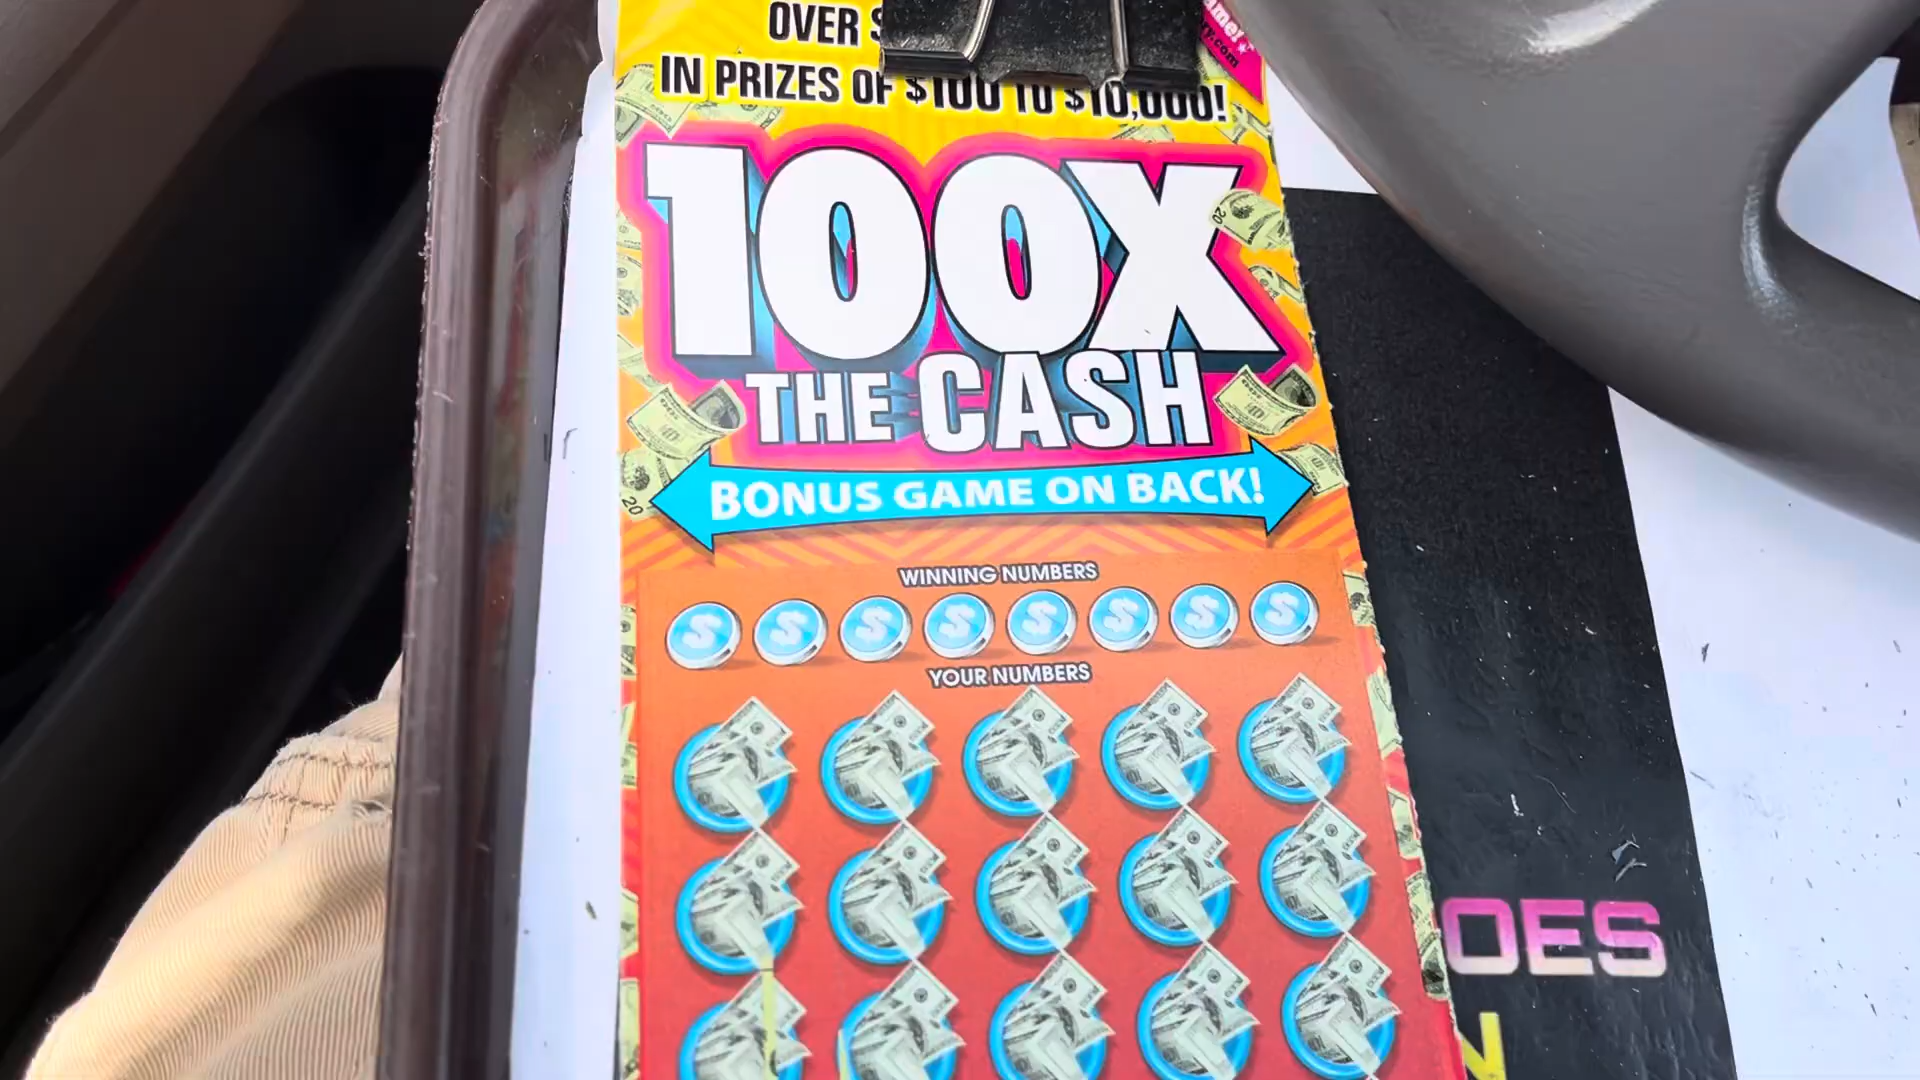 OVER
IN PRIZES OF $100 TO $10,000!
100X
THE CASH
BONUS GAME ON BACK!
WINNING NUMBERS
YOUR NUMBERS
OES
N